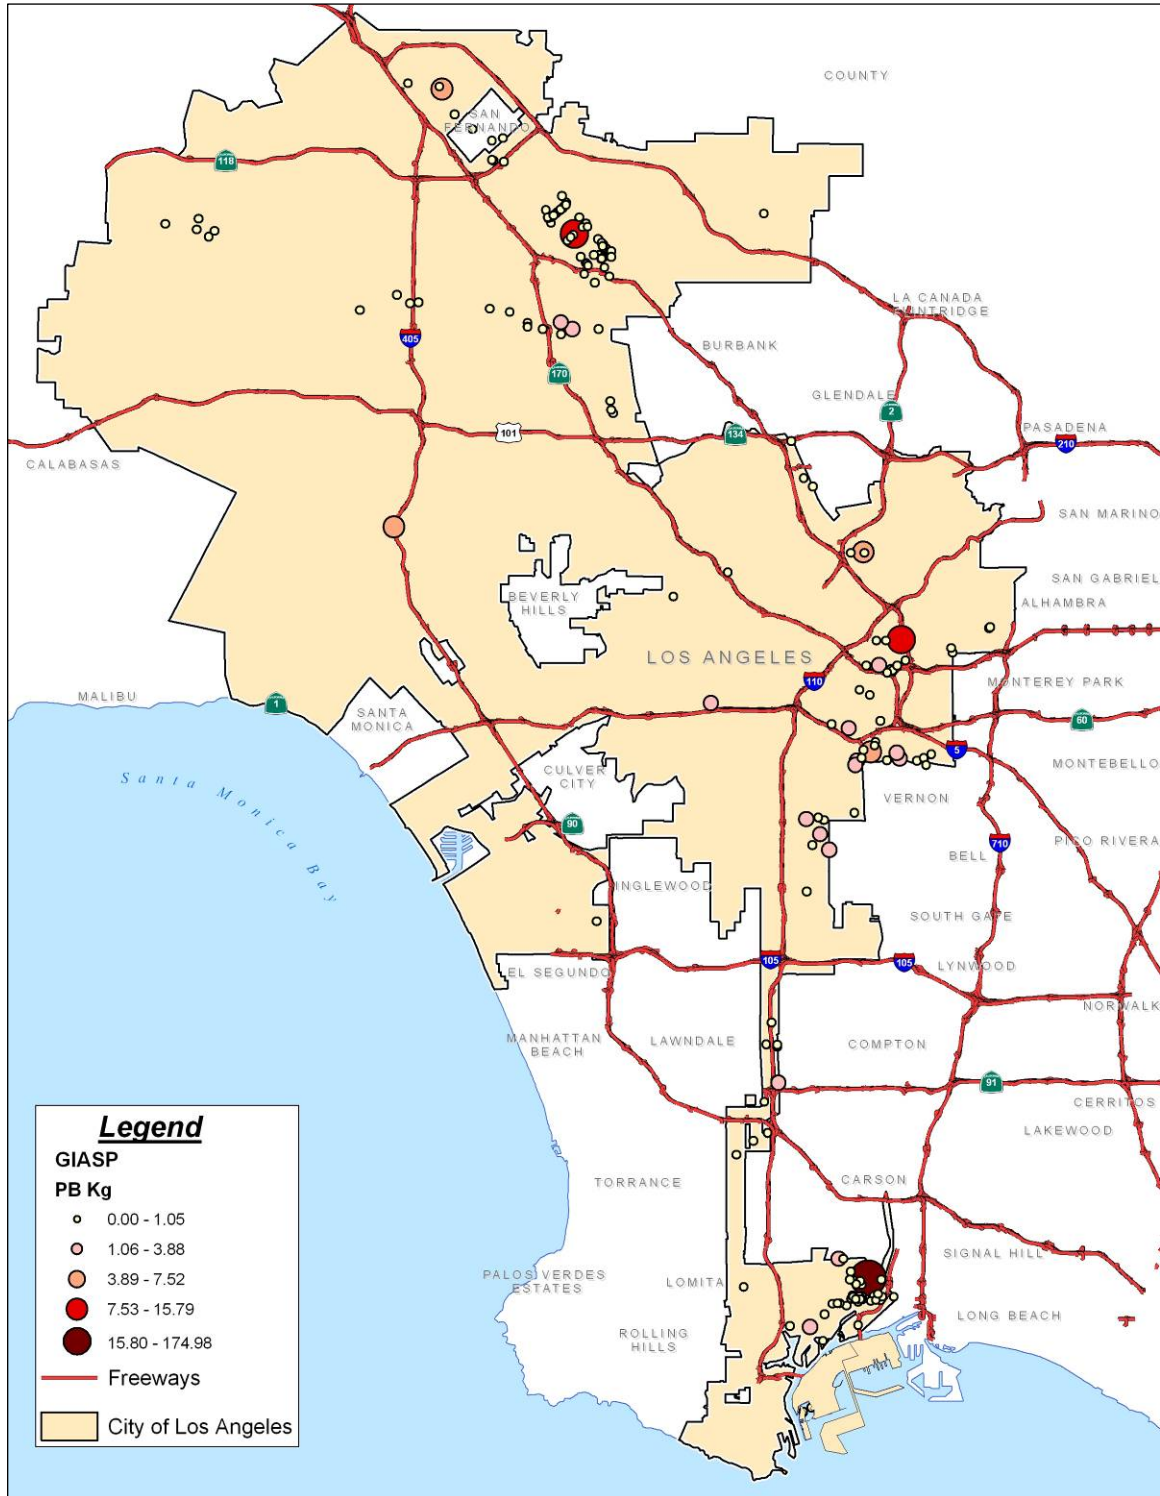 COUNTY
SAN
FERNANDO
118
LA CANADA
FLINTRIDGE
405
BURBANK
170
GLENDALE
2
134
101
PASADENA
210
CALABASAS
SAN MARINO
SAN GABRIEL
BEVERLY
HILLS
ALHAMBRA
LOS ANGELES
110
MONTEREY PARK
MALIBU
1
SANTA
MONICA
60
5
MONTEBELLO
Santa Monica Bay
CULVER
CITY
VERNON
90
710
PICO RIVERA
BELL
INGLEWOOD
SOUTH GATE
105
105
LYNWOOD
EL SEGUNDO
NORWALK
MANHATTAN
BEACH
LAWNDALE
COMPTON
91
CERRITOS
LAKEWOOD
TORRANCE
CARSON
SIGNAL HILL
PALOS VERDES
ESTATES
LOMITA
LONG BEACH
ROLLING
HILLS
Legend
GIASP
PB Kg
0.00 - 1.05
1.06 - 3.88
3.89 - 7.52
7.53 - 15.79
15.80 - 174.98
Freeways
City of Los Angeles